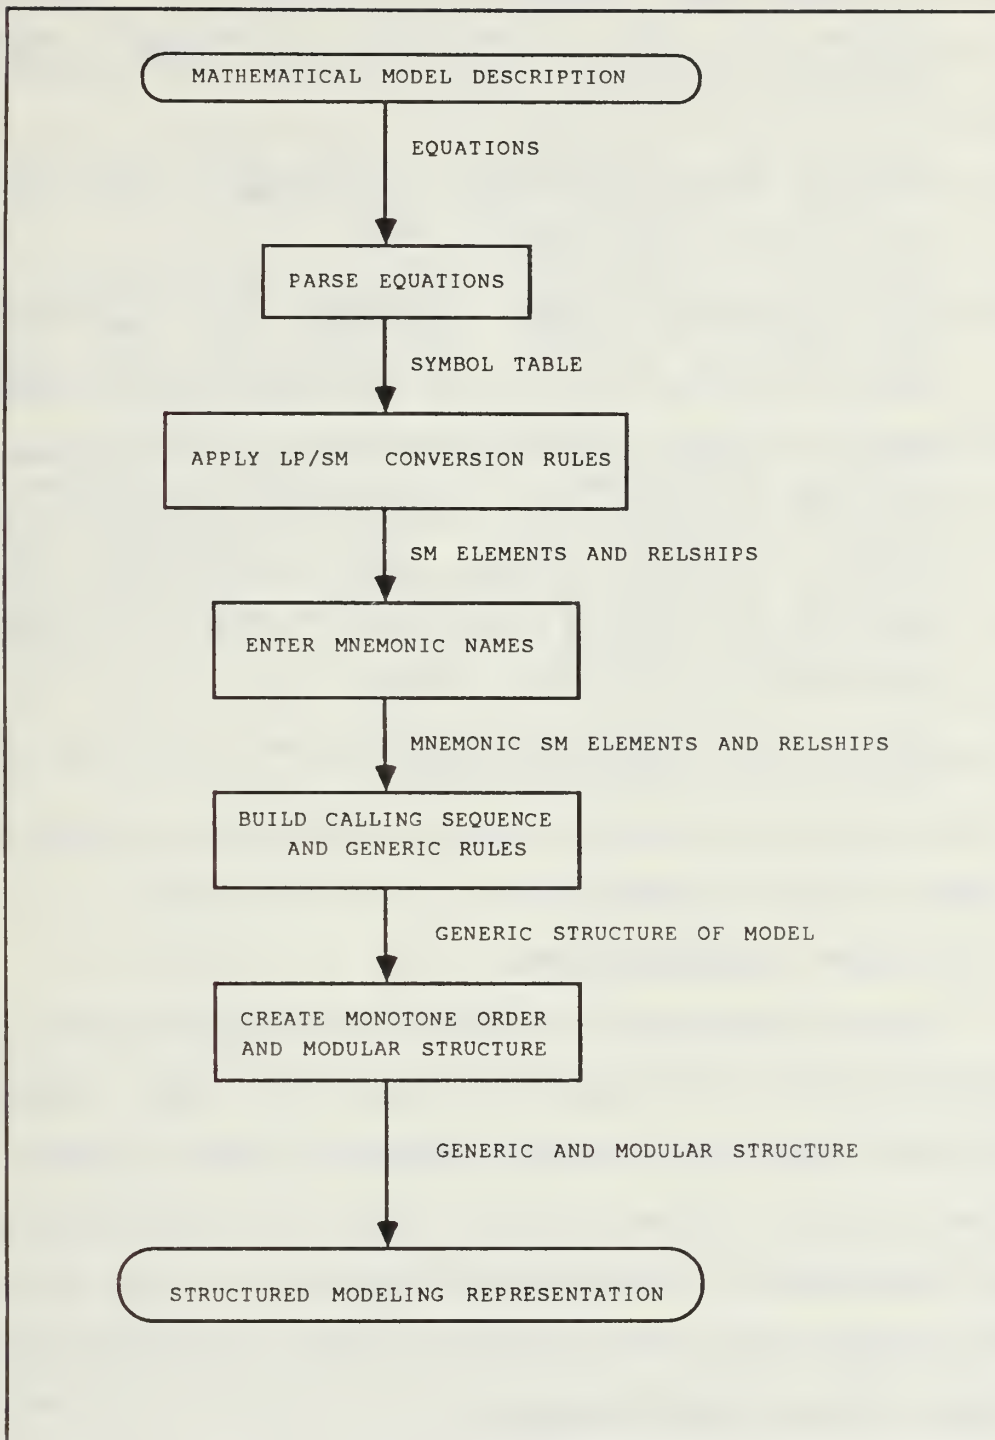 MATHEMATICAL MODEL DESCRIPTION
EQUATIONS
PARSE EQUATIONS
SYMBOL TABLE
APPLY LP/SM CONVERSION RULES
SM ELEMENTS AND RELSHIPS
ENTER MNEMONIC NAMES
MNEMONIC SM ELEMENTS AND RELSHIPS
BUILD CALLING SEQUENCE
AND GENERIC RULES
GENERIC STRUCTURE OF MODEL
CREATE MONOTONE ORDER
AND MODULAR STRUCTURE
GENERIC AND MODULAR STRUCTURE
STRUCTURED MODELING REPRESENTATION